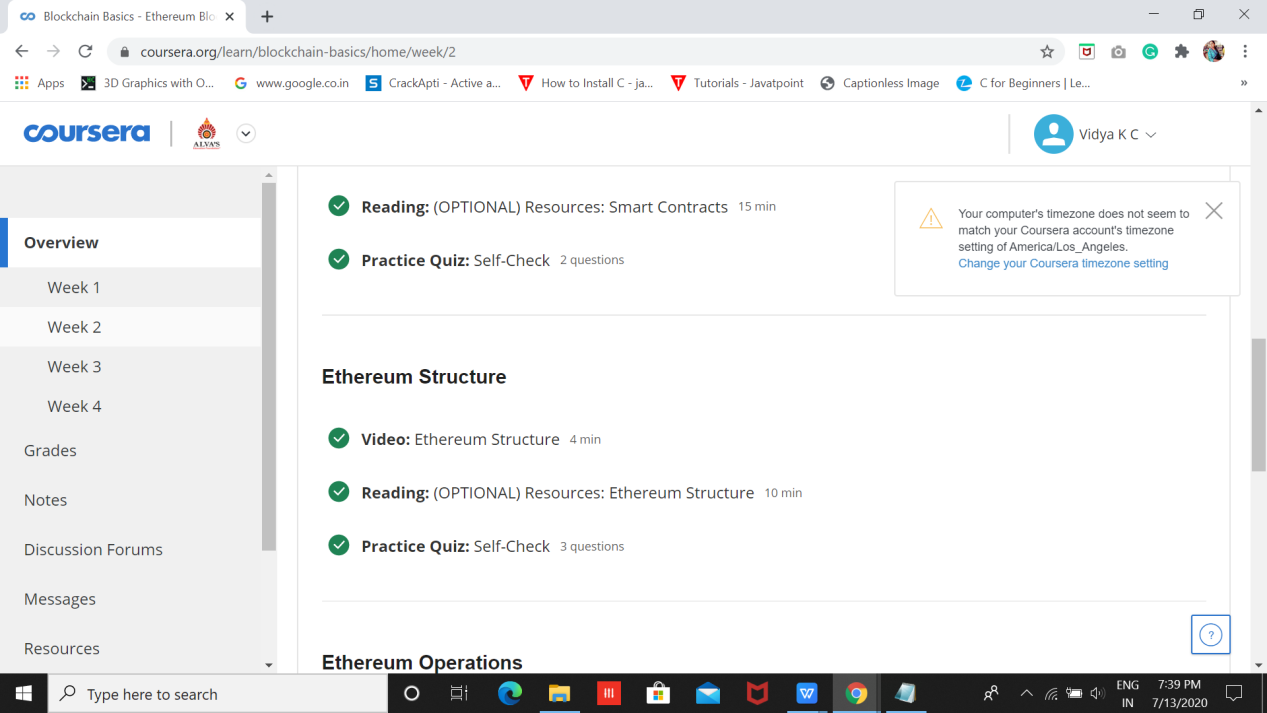 Blockchain Basics - Ethereum Blo
coursera.org/learn/blockchain-basics/home/week/2
Apps
3D Graphics with O...
www.google.co.in
CrackApti - Active a...
How to Install C - ja...
Tutorials - Javatpoint
Captionless Image
C for Beginners | Le...
»
coursera
ALVA'S
Vidya K C
Overview
Week 1
Week 2
Week 3
Week 4
Grades
Notes
Discussion Forums
Messages
Resources
Reading: (OPTIONAL) Resources: Smart Contracts 15 min
Practice Quiz: Self-Check 2 questions
Your computer's timezone does not seem to
match your Coursera account's timezone
setting of America/Los_Angeles.
Change your Coursera timezone setting
Ethereum Structure
Video: Ethereum Structure 4 min
Reading: (OPTIONAL) Resources: Ethereum Structure 10 min
Practice Quiz: Self-Check 3 questions
Ethereum Operations
?
Type here to search
ENG
IN
7:39 PM
7/13/2020